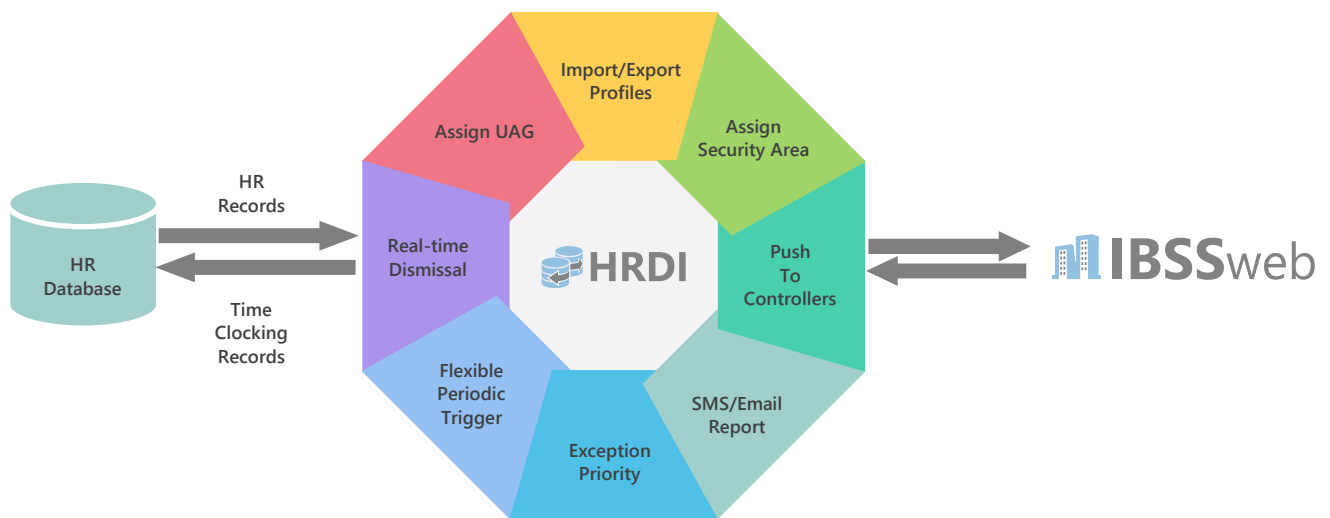 HR
Records
HR
Database
Time
Clocking
Records
Import/Export
Profiles
Assign UAG
Assign
Security Area
Real-time
Dismissal
HRDI
Push
To
Controllers
Flexible
Periodic
Trigger
SMS/Email
Report
Exception
Priority
IBSSweb